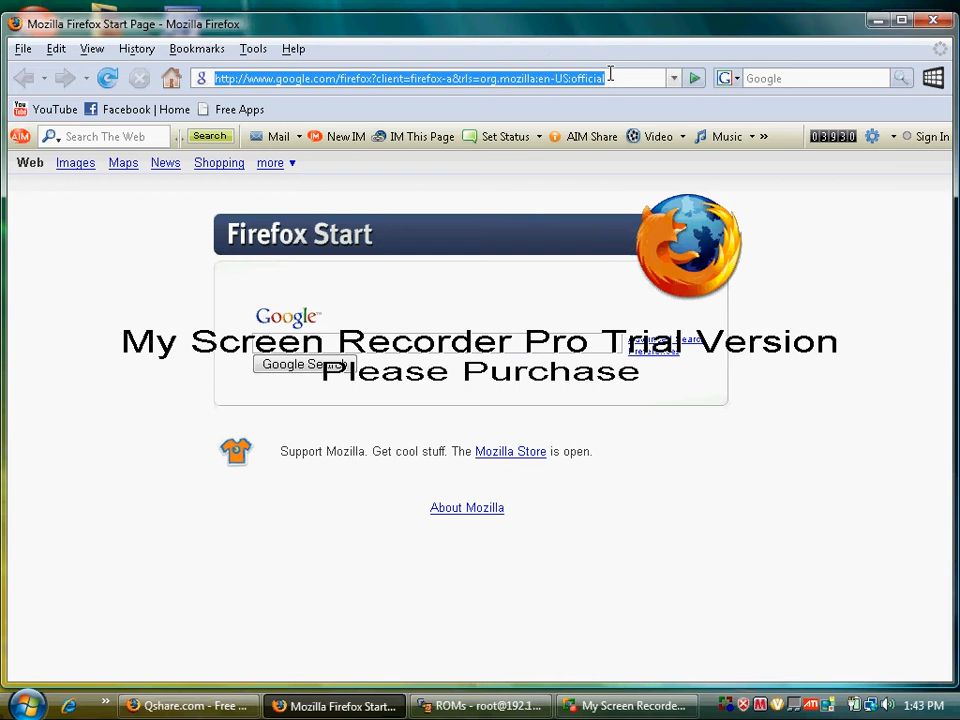 Mozilla Firefox Start Page - Mozilla Firefox
File Edit View History Bookmarks Tools Help
http://www.google.com/firefox?client=firefox-a&rls=org.mozilla:en-US:official
G Google
YouTube Facebook | Home Free Apps
AIM Search The Web Search Mail New IM IM This Page Set Status AIM Share Video Music » 03930 Sign In
Web Images Maps News Shopping more ▼
Firefox Start
Google™
My Screen Recorder Pro Trial Version
Preferences
Google Search
Please Purchase
Support Mozilla. Get cool stuff. The Mozilla Store is open.
About Mozilla
» Qshare.com - Free ... Mozilla Firefox Start... ROMs - root@192.1... My Screen Recorde... 1:43 PM